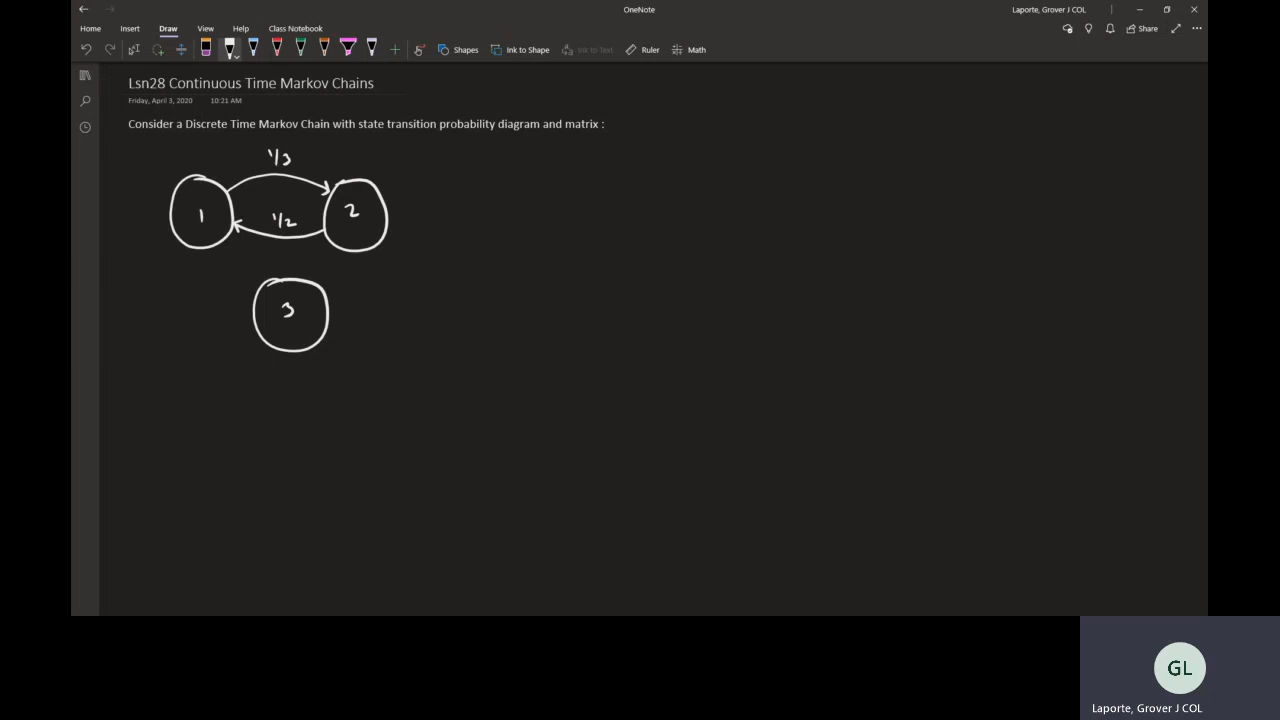 OneNote
Laporte, Grover J COL
Home Insert Draw View Help Class Notebook
Shapes Ink to Shape Ink to Text Ruler Math
Share
Lsn28 Continuous Time Markov Chains
Friday, April 3, 2020 10:21 AM
Consider a Discrete Time Markov Chain with state transition probability diagram and matrix :
1/3
1 1/2 2
3
GL
Laporte, Grover J COL